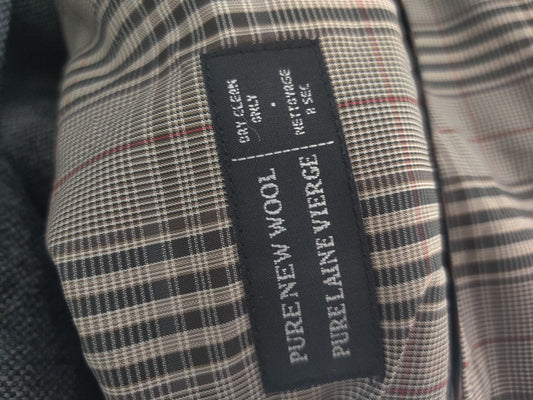 PURE NEW WOOL
PURE LAINE VIERGE
DRY CLEAN
ONLY
•
NETTOYAGE
A SEC